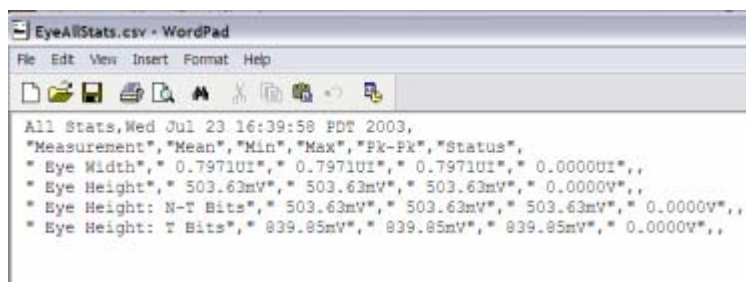 EyeAllStats.csv - WordPad
File Edit View Insert Format Help
All Stats,Wed Jul 23 16:39:58 PDT 2003,
"Measurement","Mean","Min","Max","Pk-Pk","Status",
" Eye Width"," 0.7971UI"," 0.7971UI"," 0.7971UI"," 0.0000UI",,
" Eye Height"," 503.63mV"," 503.63mV"," 503.63mV"," 0.0000V",,
" Eye Height: N-T Bits"," 503.63mV"," 503.63mV"," 503.63mV"," 0.0000V",,
" Eye Height: T Bits"," 839.85mV"," 839.85mV"," 839.85mV"," 0.0000V",,